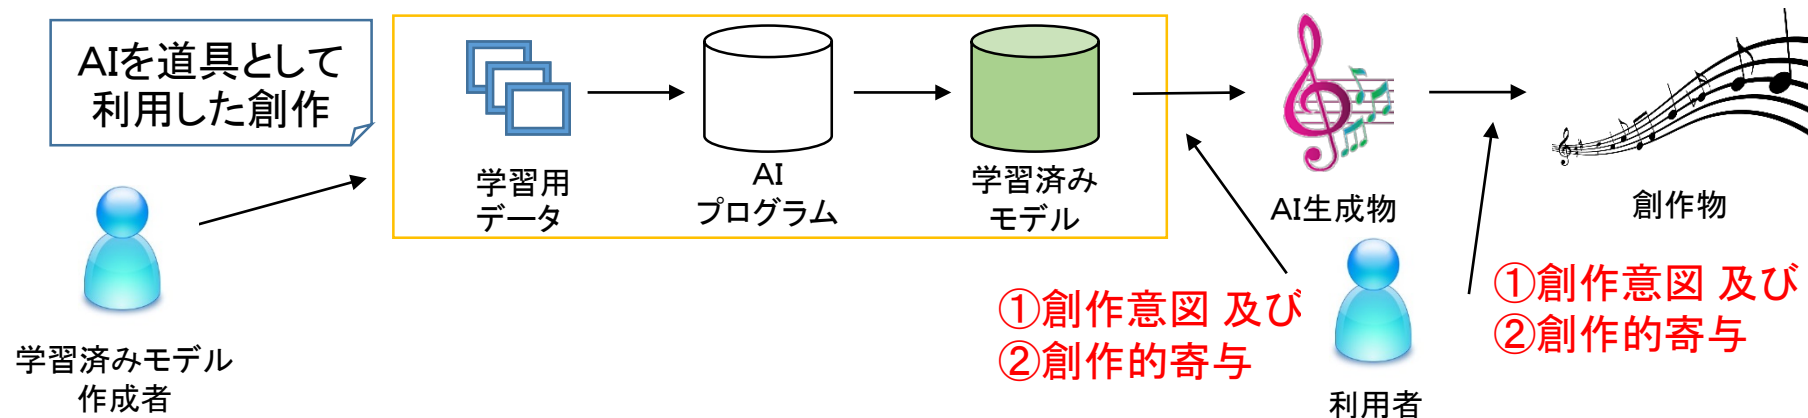 AIを道具として
利用した創作
学習用
データ
AI
プログラム
学習済み
モデル
AI生成物
創作物
①創作意図 及び
②創作的寄与
①創作意図 及び
②創作的寄与
学習済みモデル
作成者
利用者